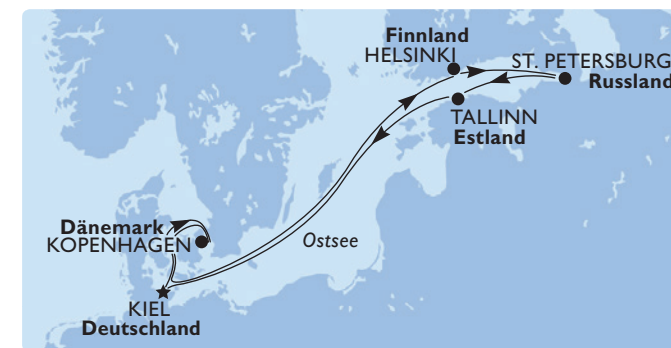 Finnland
HELSINKI
ST. PETERSBURG
Russland
TALLINN
Estland
Dänemark
KOPENHAGEN
Ostsee
KIEL
Deutschland